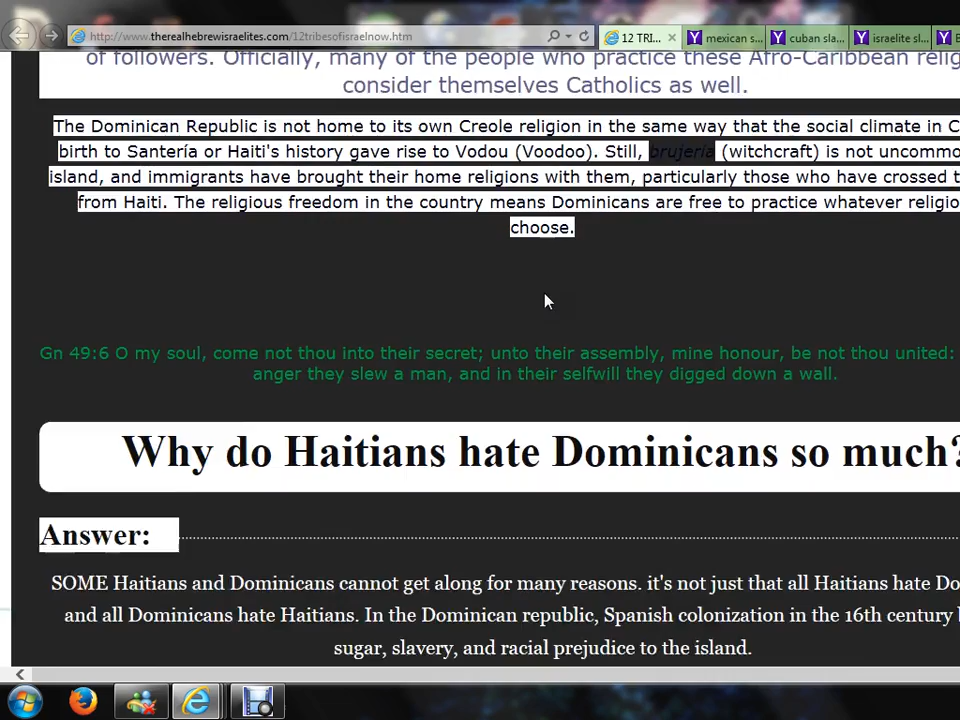 http://www.therealhebrewisraelites.com/12tribesofisraelnow.htm
12 TRI...
mexican s...
cuban sla...
israelite sl...
of followers. Officially, many of the people who practice these Afro-Caribbean relig
consider themselves Catholics as well.
The Dominican Republic is not home to its own Creole religion in the same way that the social climate in C
birth to Santería or Haiti's history gave rise to Vodou (Voodoo). Still, brujería (witchcraft) is not uncommo
island, and immigrants have brought their home religions with them, particularly those who have crossed t
from Haiti. The religious freedom in the country means Dominicans are free to practice whatever religio
choose.
Gn 49:6 O my soul, come not thou into their secret; unto their assembly, mine honour, be not thou united:
anger they slew a man, and in their selfwill they digged down a wall.
Why do Haitians hate Dominicans so much?
Answer:
SOME Haitians and Dominicans cannot get along for many reasons. it's not just that all Haitians hate Do
and all Dominicans hate Haitians. In the Dominican republic, Spanish colonization in the 16th century b
sugar, slavery, and racial prejudice to the island.